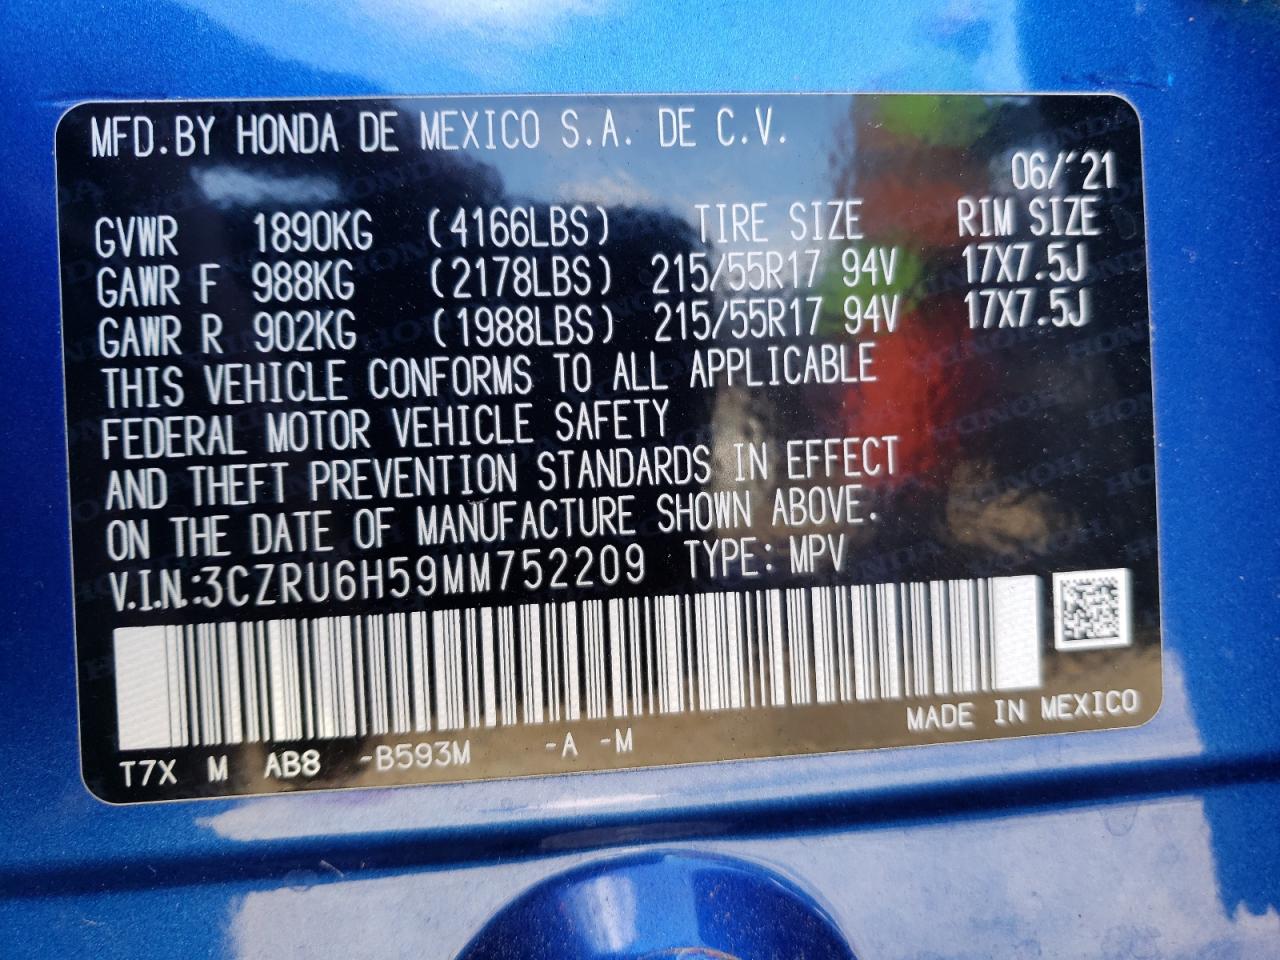 MFD.BY HONDA DE MEXICO S.A. DE C.V.
06/'21
GVWR 1890KG (4166LBS) TIRE SIZE RIM SIZE
GAWR F 988KG (2178LBS) 215/55R17 94V 17X7.5J
GAWR R 902KG (1988LBS) 215/55R17 94V 17X7.5J
THIS VEHICLE CONFORMS TO ALL APPLICABLE
FEDERAL MOTOR VEHICLE SAFETY
AND THEFT PREVENTION STANDARDS IN EFFECT
ON THE DATE OF MANUFACTURE SHOWN ABOVE.
V.I.N.:3CZRU6H59MM752209 TYPE: MPV
MADE IN MEXICO
T7X M AB8 -B593M -A -M